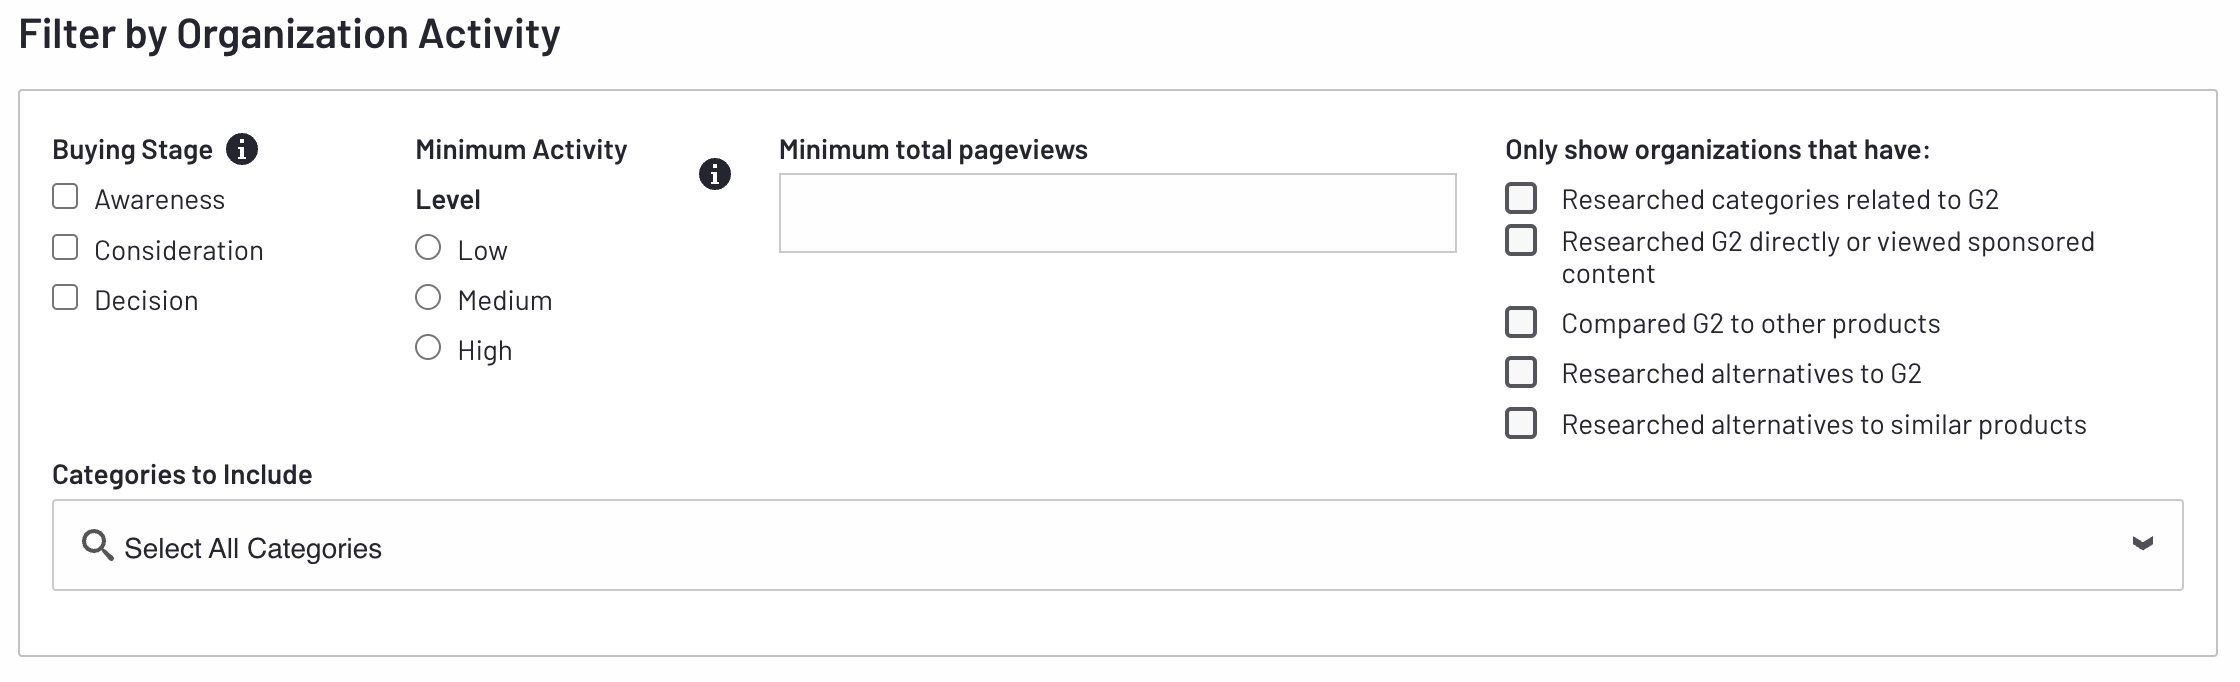 Filter by Organization Activity
Buying Stage
Awareness
Consideration
Decision
Minimum Activity
Level
Low
Medium
High
Minimum total pageviews
Only show organizations that have:
Researched categories related to G2
Researched G2 directly or viewed sponsored
content
Compared G2 to other products
Researched alternatives to G2
Researched alternatives to similar products
Categories to Include
Select All Categories